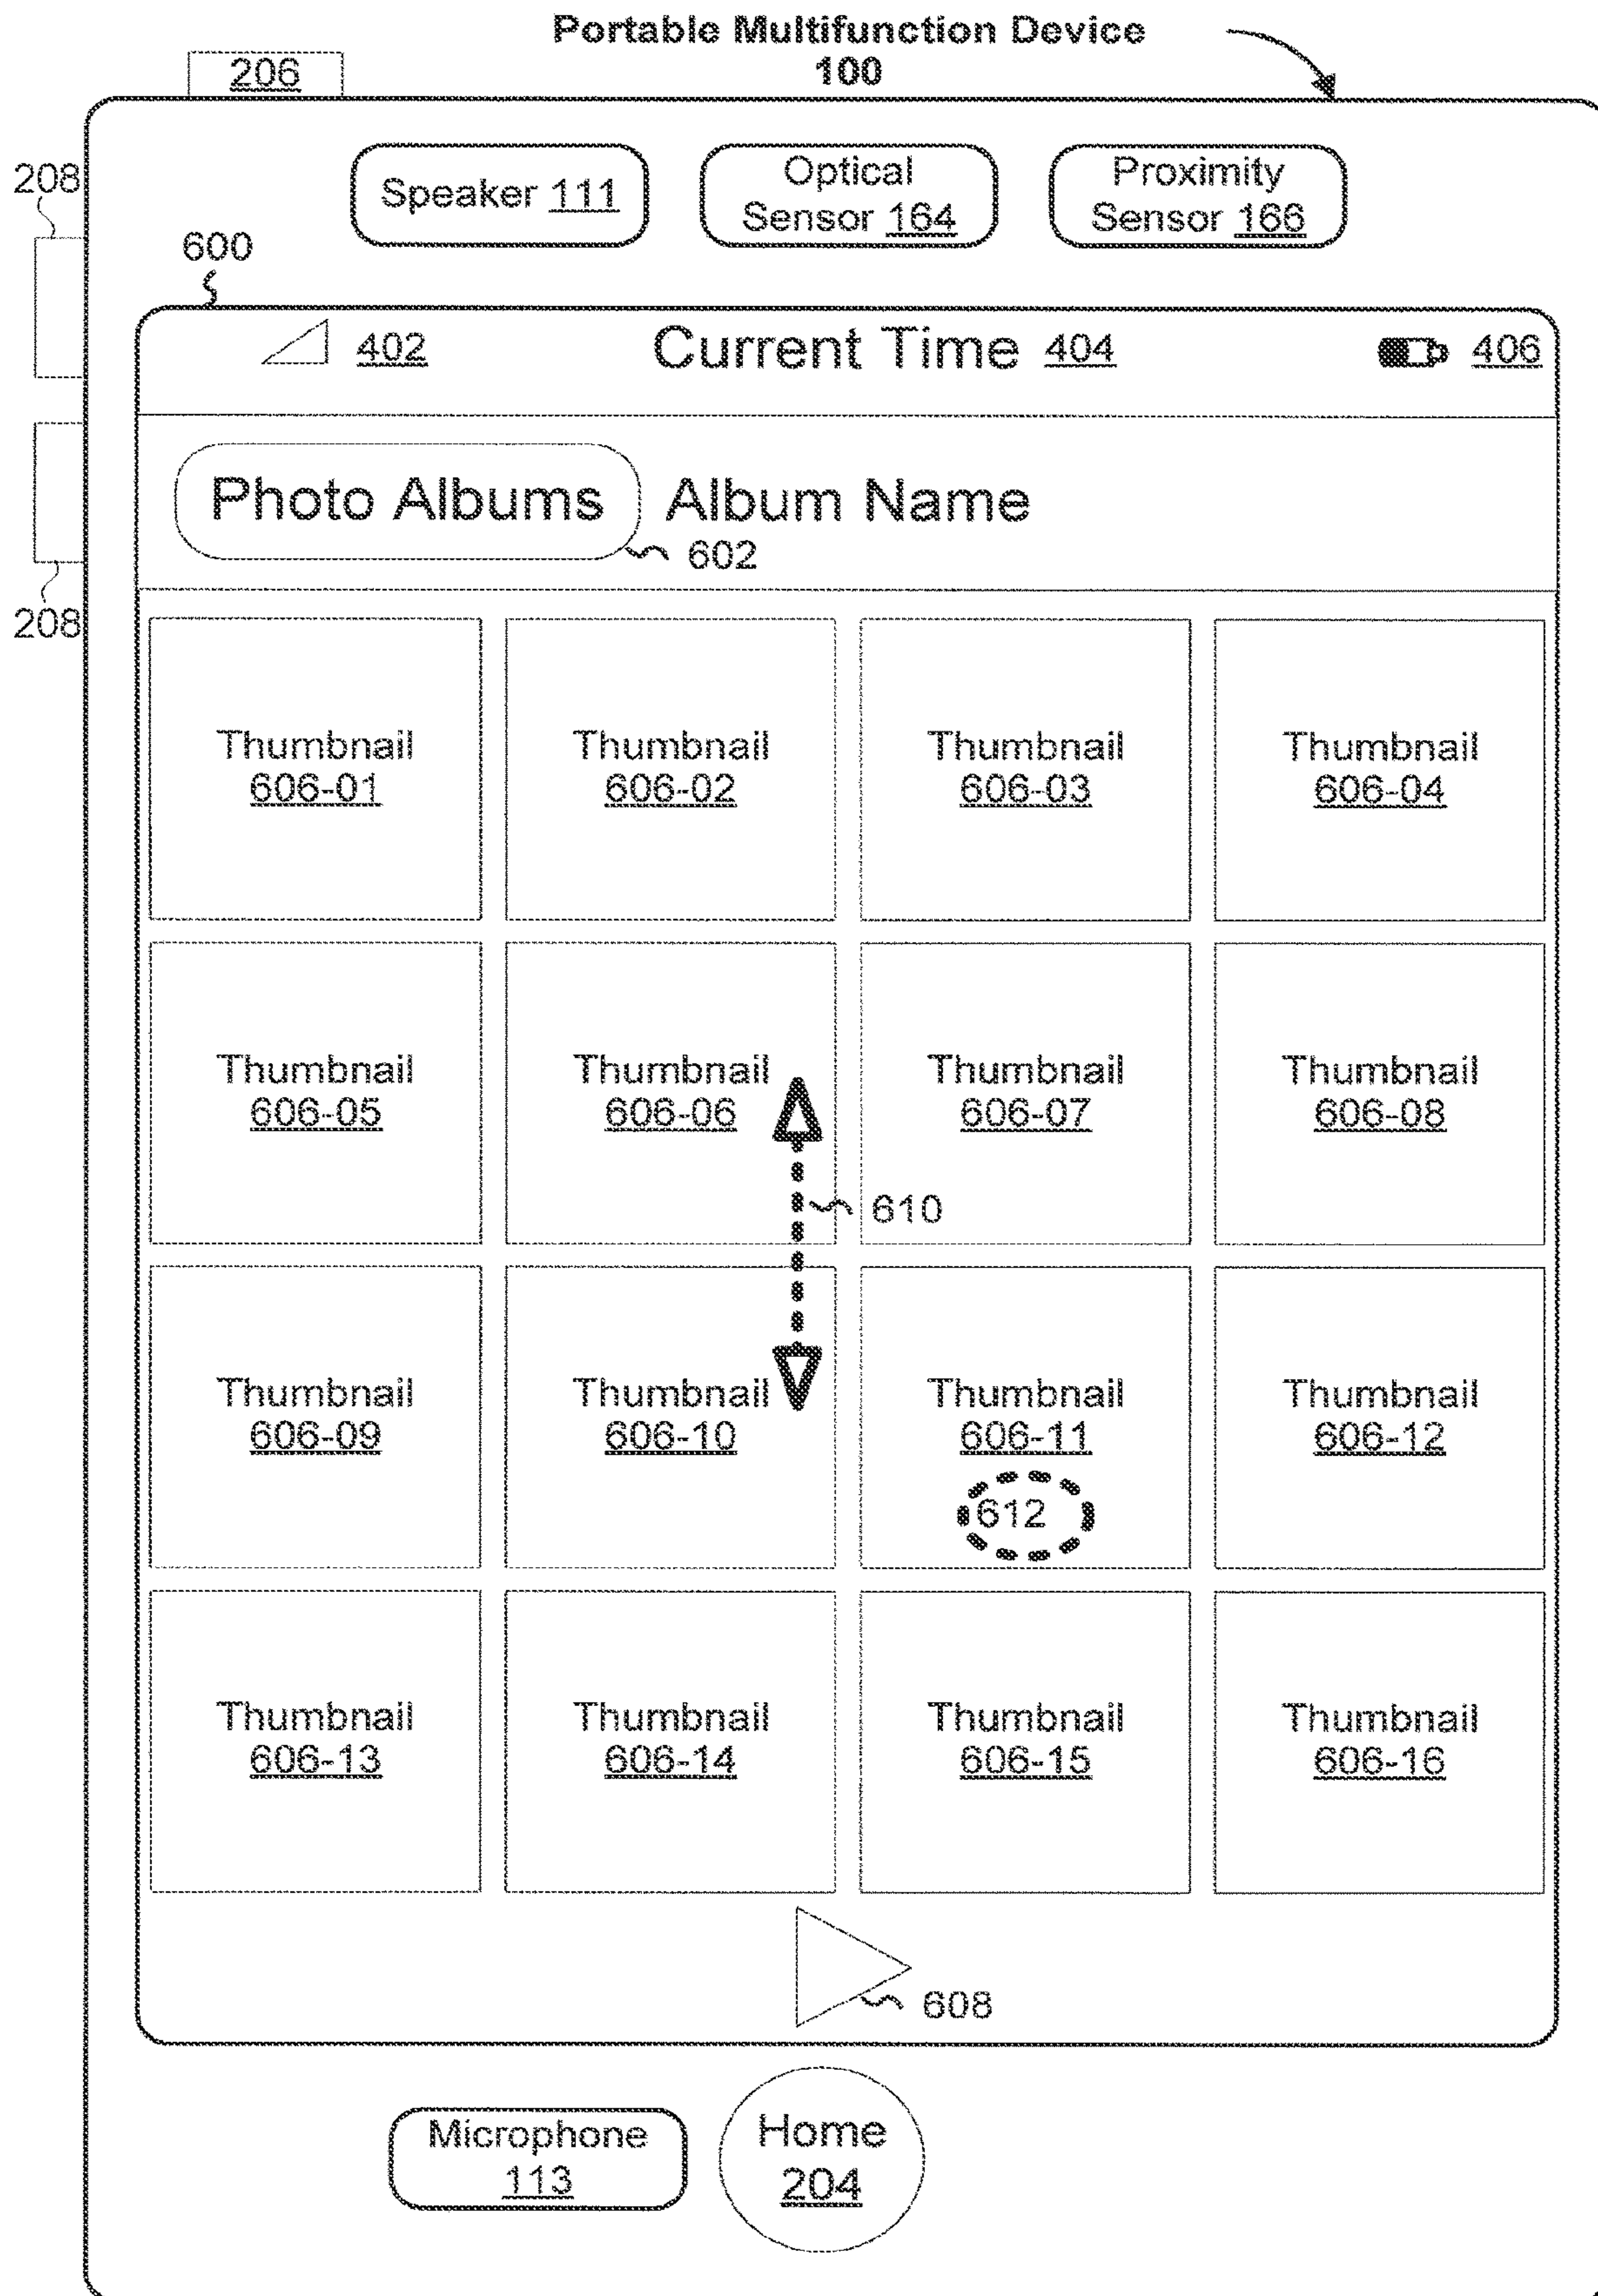 Portable Multifunction Device
100
206
208
Speaker 111
Optical
Sensor 164
Proximity
Sensor 166
600
402 Current Time 404 406
Photo Albums Album Name
602
208
Thumbnail
606-01
Thumbnail
606-02
Thumbnail
606-03
Thumbnail
606-04
Thumbnail
606-05
Thumbnail
606-06
Thumbnail
606-07
Thumbnail
606-08
610
Thumbnail
606-09
Thumbnail
606-10
Thumbnail
606-11
612
Thumbnail
606-12
Thumbnail
606-13
Thumbnail
606-14
Thumbnail
606-15
Thumbnail
606-16
608
Microphone
113
Home
204